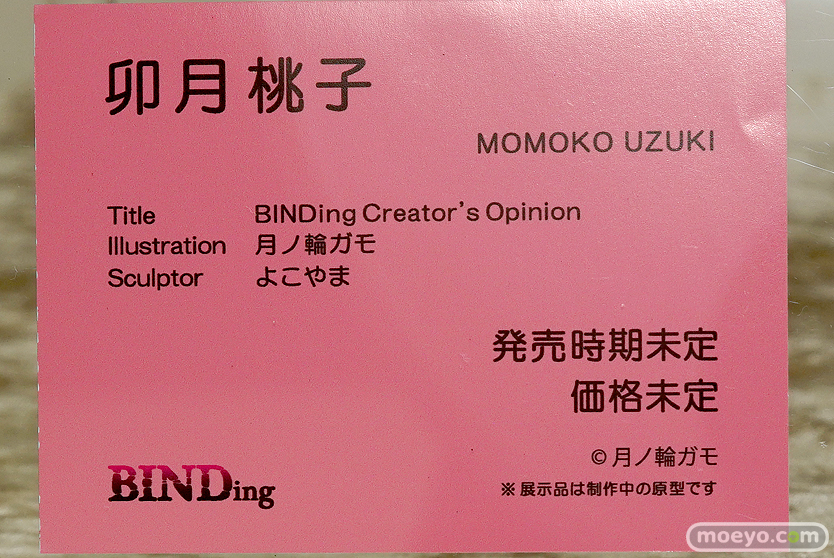 卯月桃子
MOMOKO UZUKI
Title BINDing Creator's Opinion
Illustration 月ノ輪ガモ
Sculptor よこやま
発売時期未定
価格未定
© 月ノ輪ガモ
BINDing
※展示品は制作中の原型です
moeyo.com